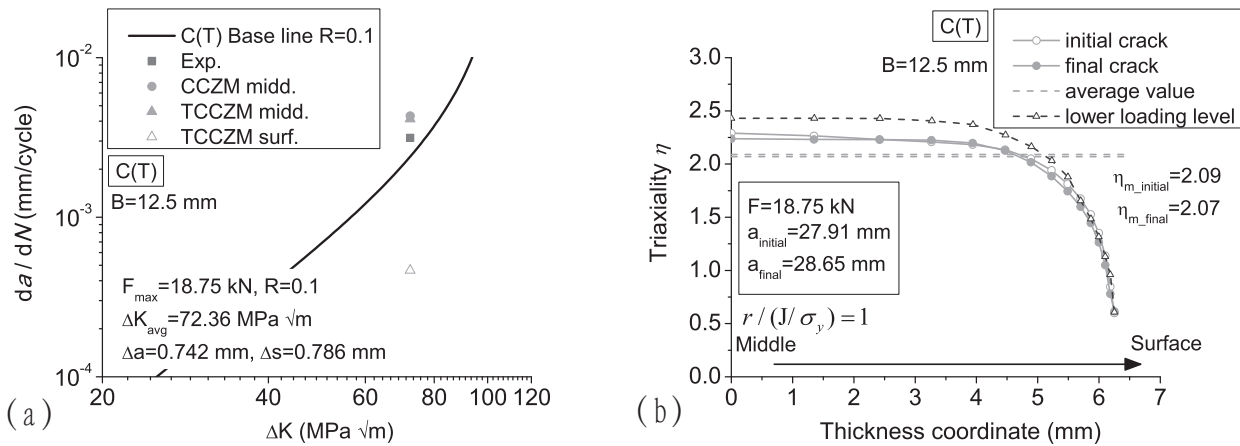 C(T) Base line R=0.1
Exp.
CCZM midd.
TCCZM midd.
TCCZM surf.
C(T)
B=12.5 mm
F_max=18.75 kN, R=0.1
ΔK_avg=72.36 MPa √m
Δa=0.742 mm, Δs=0.786 mm
da / dN (mm/cycle)
10^-2
10^-3
10^-4
20
40
60
80
100
120
ΔK (MPa √m)
(a)
C(T)
B=12.5 mm
initial crack
final crack
average value
lower loading level
η_m_initial=2.09
η_m_final=2.07
F=18.75 kN
a_initial=27.91 mm
a_final=28.65 mm
r / (J/σ_y) = 1
Middle
Surface
Triaxiality η
3.0
2.5
2.0
1.5
1.0
0.5
0.0
0
1
2
3
4
5
6
7
Thickness coordinate (mm)
(b)